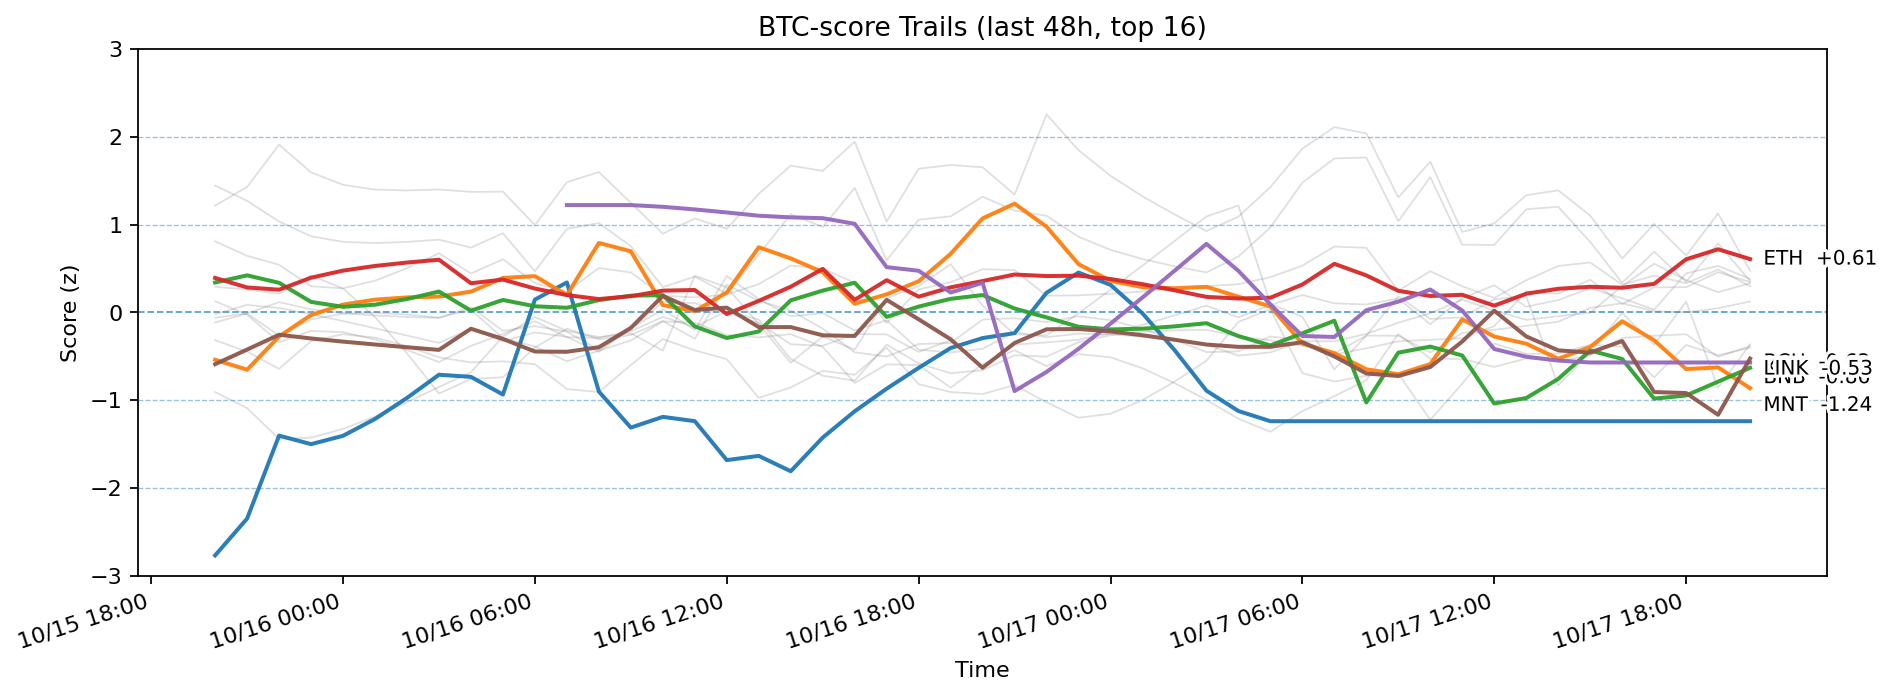 BTC-score Trails (last 48h, top 16)
Score (z)
3
2
1
0
−1
−2
−3
ETH +0.61
LINK -0.53
MNT -1.24
10/15 18:00
10/16 00:00
10/16 06:00
10/16 12:00
10/16 18:00
10/17 00:00
10/17 06:00
10/17 12:00
10/17 18:00
Time